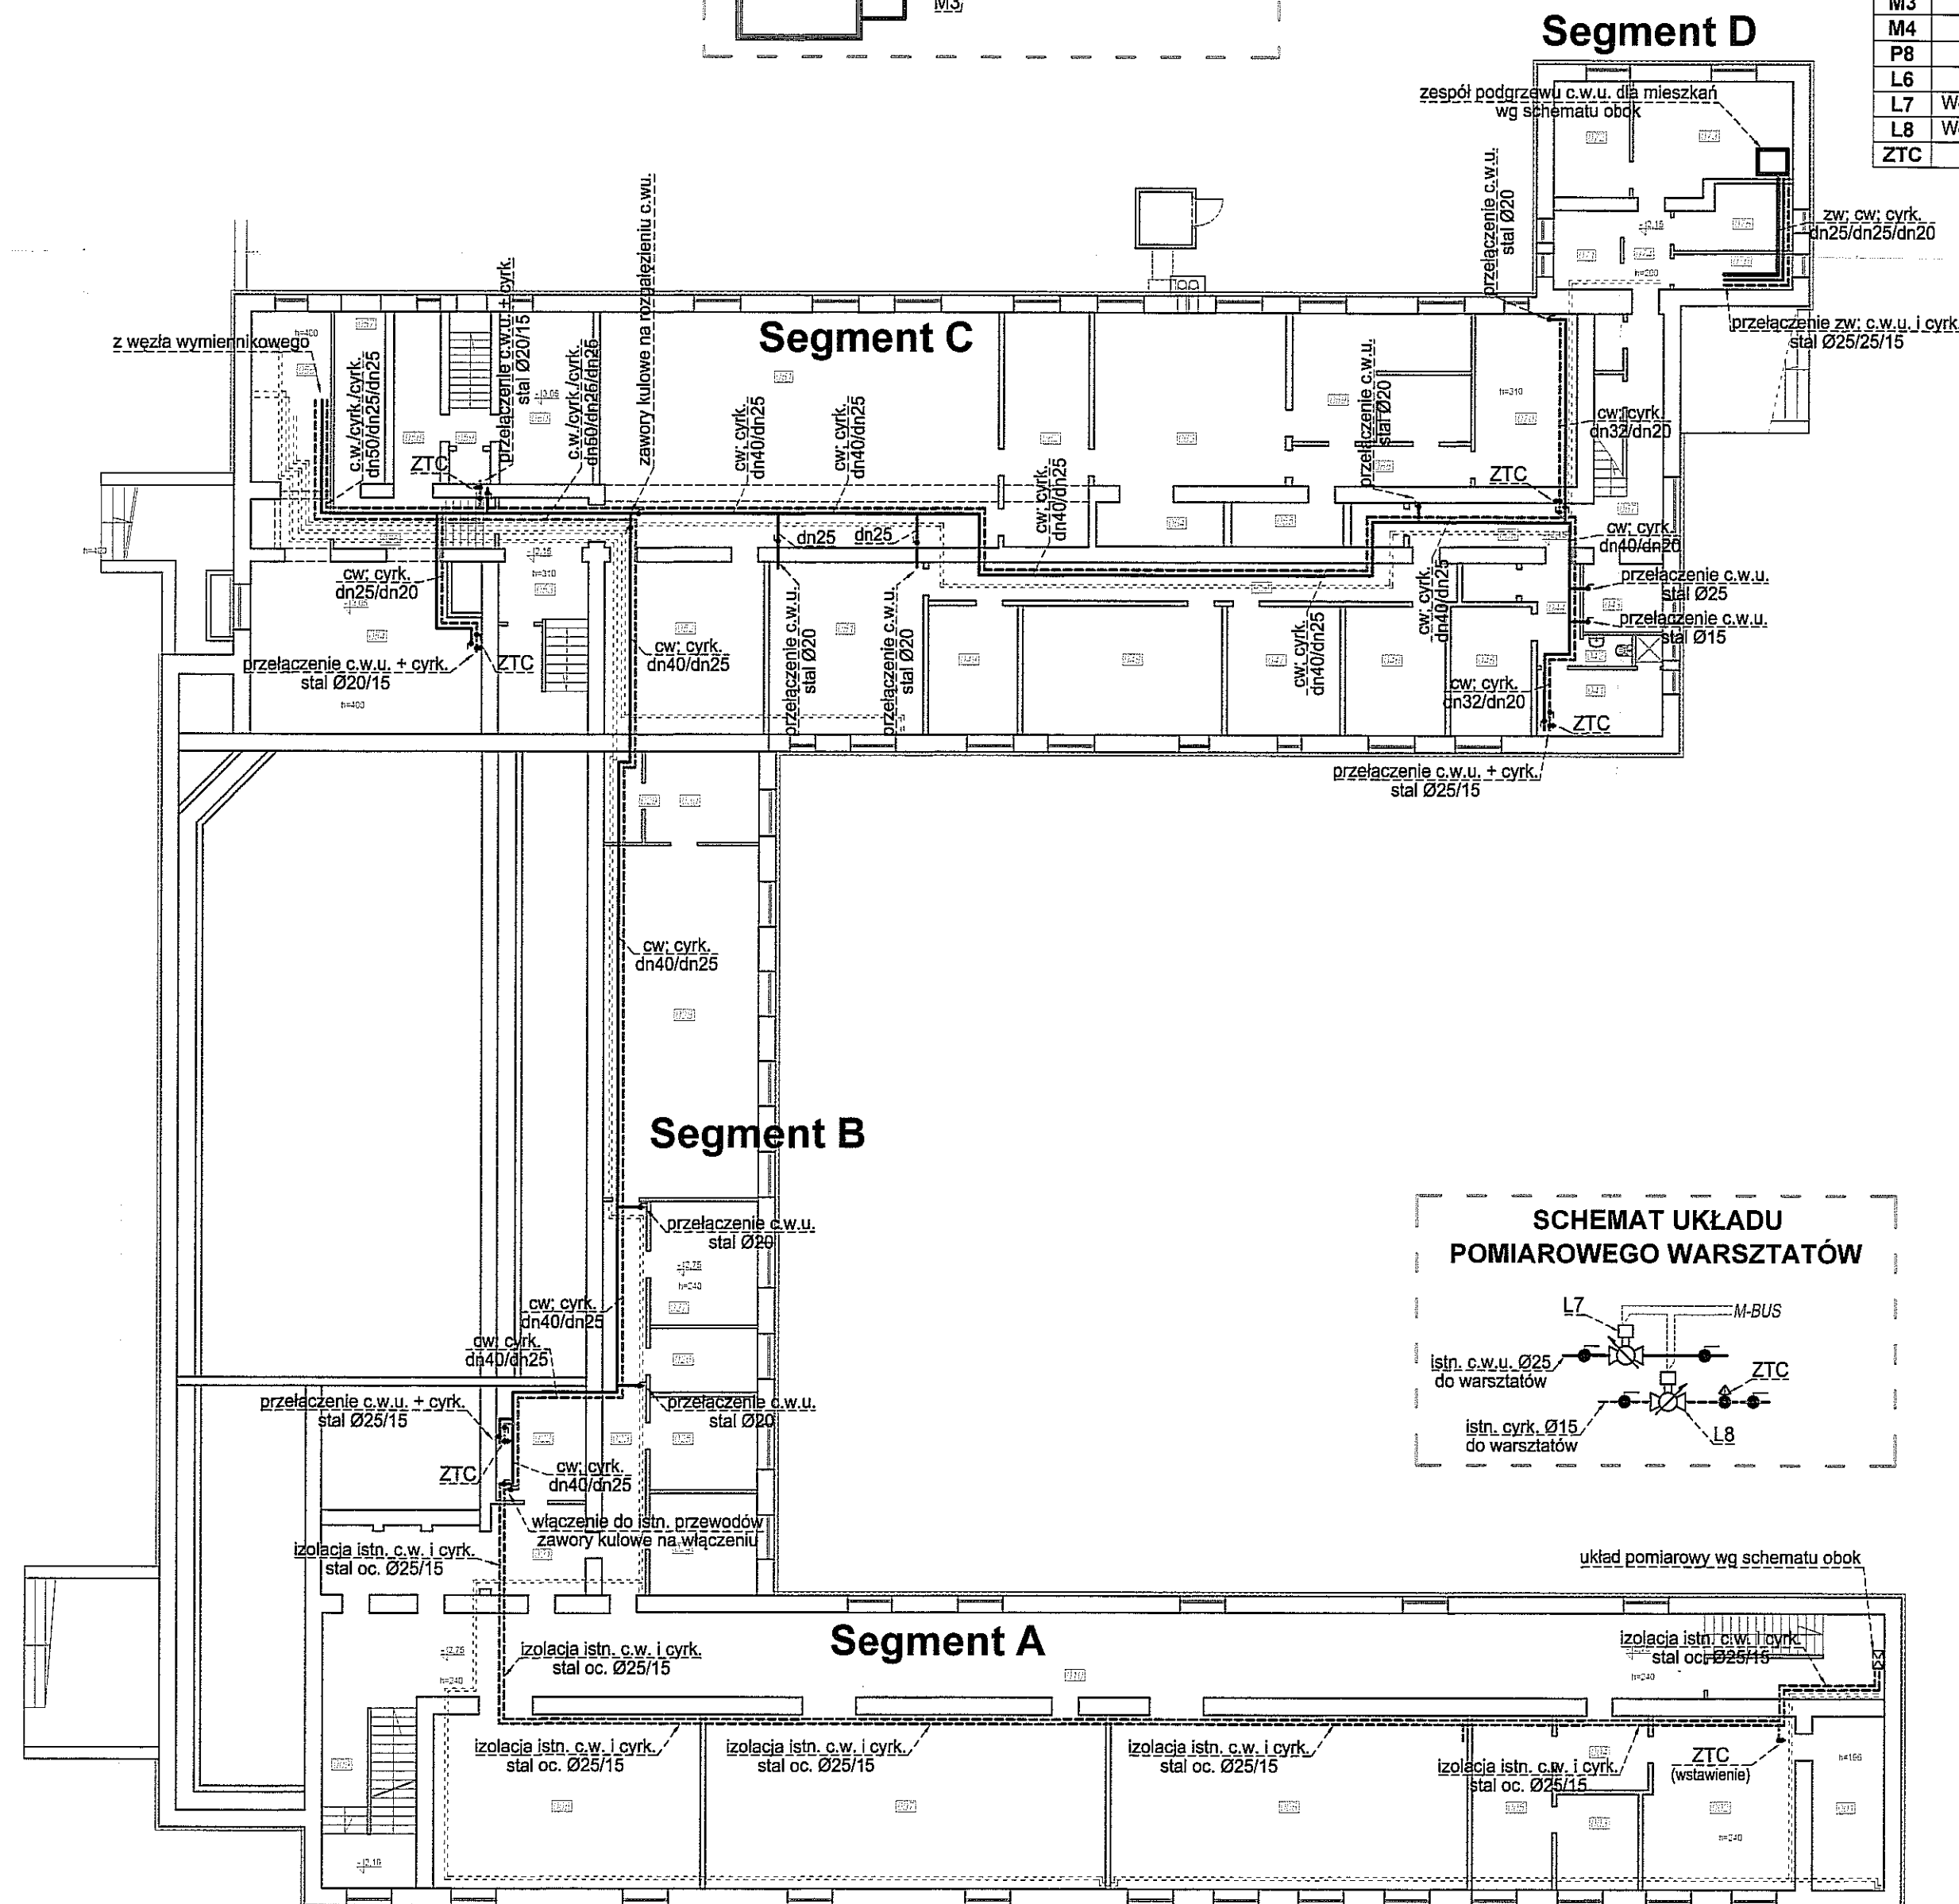 M3
M3
M4
P8
L6
L7
L8
ZTC
Segment D
zespół podgrzewu c.w.u. dla mieszkań
wg schematu obok
przełączenie c.w.u.
stal Ø20
zw; cw; cyrk.
dn25/dn25/dn20
h=280
przełączenie zw; c.w.u. i cyrk.
stal Ø25/25/15
Segment C
z węzła wymiennikowego
h=400
c.w./cyrk./cyrk.
dn50/dn25/dn25
ZTC
przełączenie c.w.u. + cyrk.
stal Ø20/15
c.w./cyrk./cyrk.
dn50/dn25/dn25
zawory kulowe na rozgałęzieniu c.wu.
cw; cyrk.
dn40/dn25
cw; cyrk.
dn40/dn25
cw; cyrk.
dn40/dn25
przełączenie c.w.u.
stal Ø20
h=310
cw; cyrk.
dn32/dn20
ZTC
dn25
dn25
cw; cyrk.
dn40/dn20
cw; cyrk.
dn25/dn20
h=310
przełączenie c.w.u.
stal Ø25
przełączenie c.w.u.
stal Ø15
przełączenie c.w.u. + cyrk.
stal Ø20/15
ZTC
h=400
cw; cyrk.
dn40/dn25
przełączenie c.w.u.
stal Ø20
przełączenie c.w.u.
stal Ø20
cw; cyrk.
dn40/dn25
cw; cyrk.
dn40/dn25
cw; cyrk.
dn32/dn20
ZTC
przełączenie c.w.u. + cyrk.
stal Ø25/15
cw; cyrk.
dn40/dn25
Segment B
przełączenie c.w.u.
stal Ø20
h=240
cw; cyrk.
dn40/dn25
cw; cyrk.
dn40/dn25
przełączenie c.w.u. + cyrk.
stal Ø25/15
przełączenie c.w.u.
stal Ø20
ZTC
cw; cyrk.
dn40/dn25
włączenie do istn. przewodów
zawory kulowe na włączeniu
izolacja istn. c.w. i cyrk.
stal oc. Ø25/15
SCHEMAT UKŁADU
POMIAROWEGO WARSZTATÓW
L7
M-BUS
istn. c.w.u. Ø25
do warsztatów
ZTC
istn. cyrk. Ø15
do warsztatów
L8
układ pomiarowy wg schematu obok
Segment A
izolacja istn. c.w. i cyrk.
stal oc. Ø25/15
izolacja istn. c.w. i cyrk.
stal oc. Ø25/15
h=240
h=240
izolacja istn. c.w. i cyrk.
stal oc. Ø25/15
izolacja istn. c.w. i cyrk.
stal oc. Ø25/15
izolacja istn. c.w. i cyrk.
stal oc. Ø25/15
izolacja istn. c.w. i cyrk.
stal oc. Ø25/15
ZTC
(wstawienie)
h=240